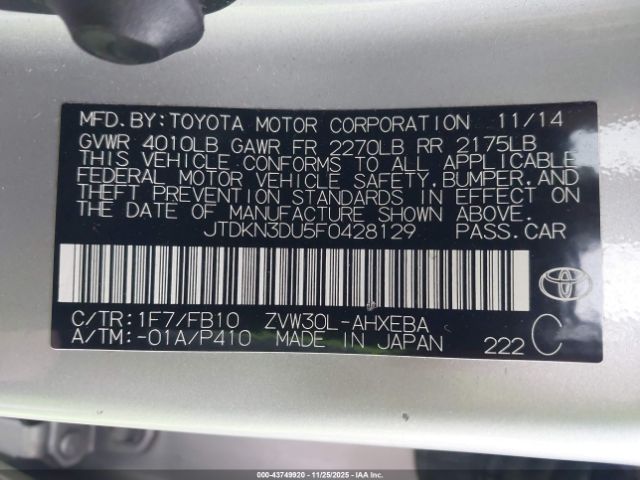 MFD.BY:TOYOTA MOTOR CORPORATION 11/14
GVWR 4010LB GAWR FR 2270LB RR 2175LB
THIS VEHICLE CONFORMS TO ALL APPLICABLE
FEDERAL MOTOR VEHICLE SAFETY,BUMPER,AND
THEFT PREVENTION STANDARDS IN EFFECT ON
THE DATE OF MANUFACTURE SHOWN ABOVE.
JTDKN3DU5F0428129 PASS.CAR
C/TR:1F7/FB10 ZVW30L-AHXEBA
A/TM:-01A/P410 MADE IN JAPAN 222 C
000-43749920 - 11/25/2025 - IAAI.COM